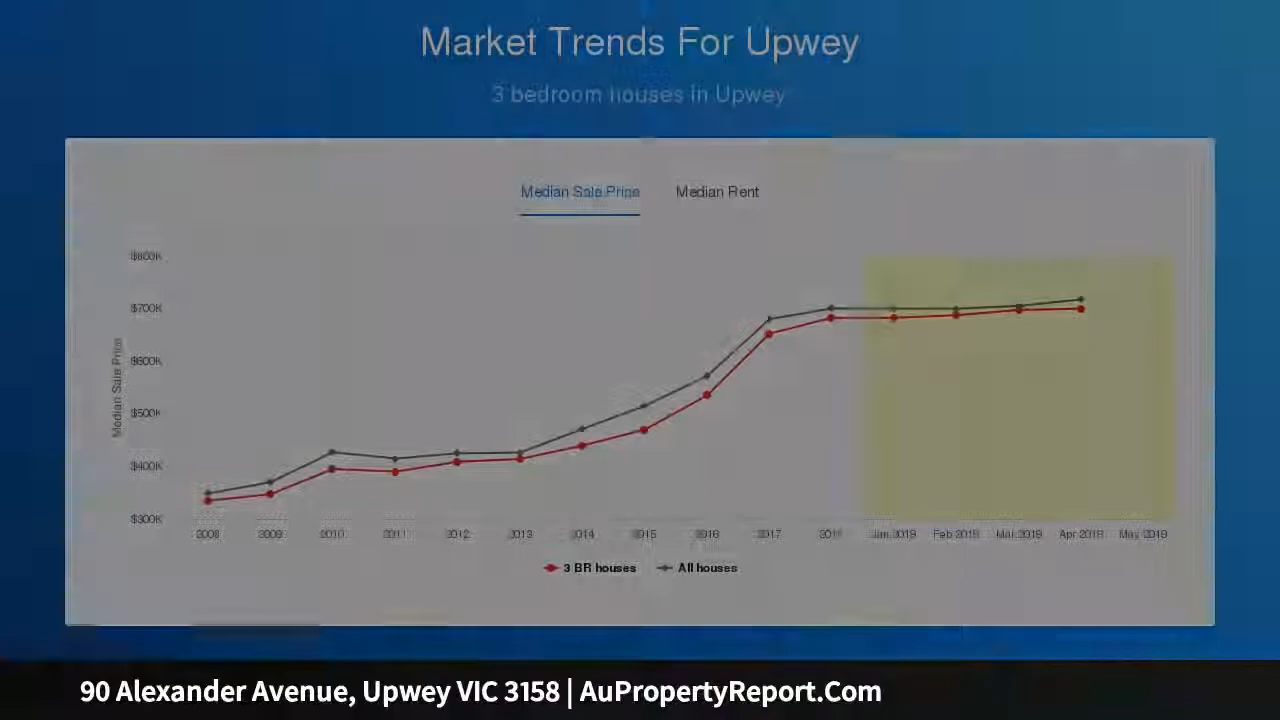 Market Trends For Upwey
3 bedroom houses in Upwey
Median Sale Price
Median Rent
$800K
$700K
$600K
$500K
$400K
$300K
Median Sale Price
2008 2009 2010 2011 2012 2013 2014 2015 2016 2017 2018 Jan 2019 Feb 2019 Mar 2019 Apr 2019 May 2019
3 BR houses All houses
90 Alexander Avenue, Upwey VIC 3158 | AuPropertyReport.Com